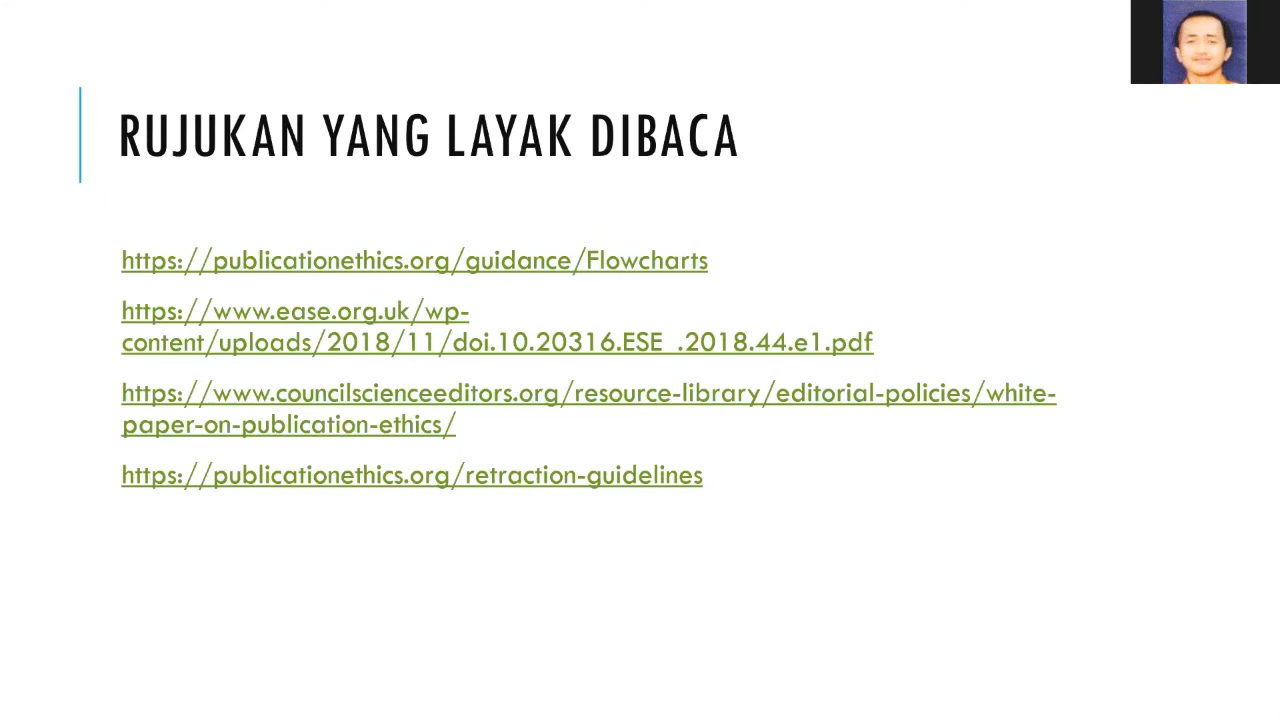 RUJUKAN YANG LAYAK DIBACA
https://publicationethics.org/guidance/Flowcharts
https://www.ease.org.uk/wp-
content/uploads/2018/11/doi.10.20316.ESE_.2018.44.e1.pdf
https://www.councilscienceeditors.org/resource-library/editorial-policies/white-
paper-on-publication-ethics/
https://publicationethics.org/retraction-guidelines